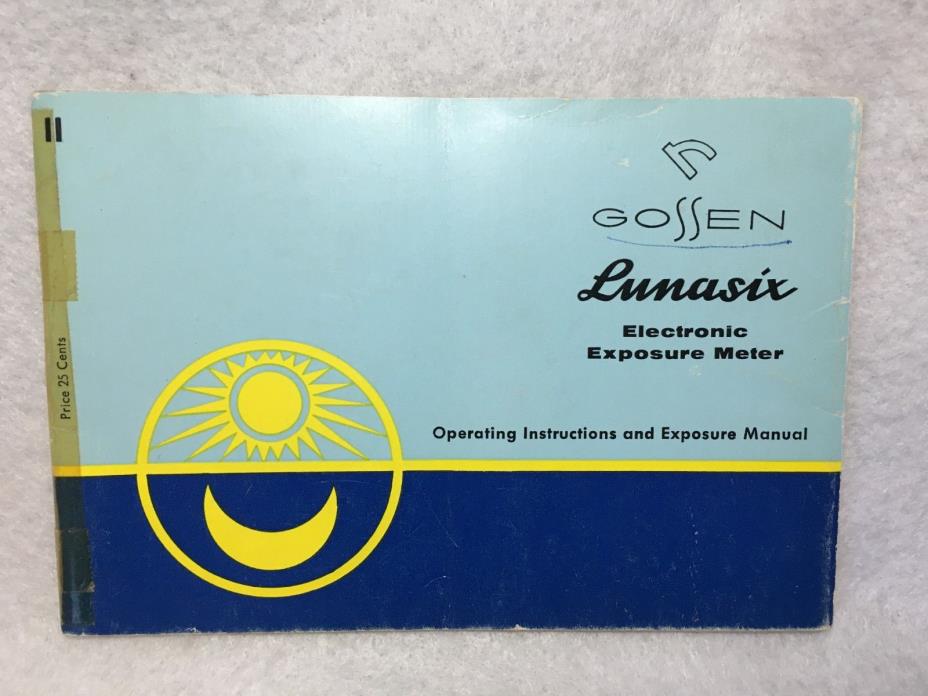 II
GOSSEN
Lunasix
Electronic
Exposure Meter
Price 25 Cents
Operating Instructions and Exposure Manual